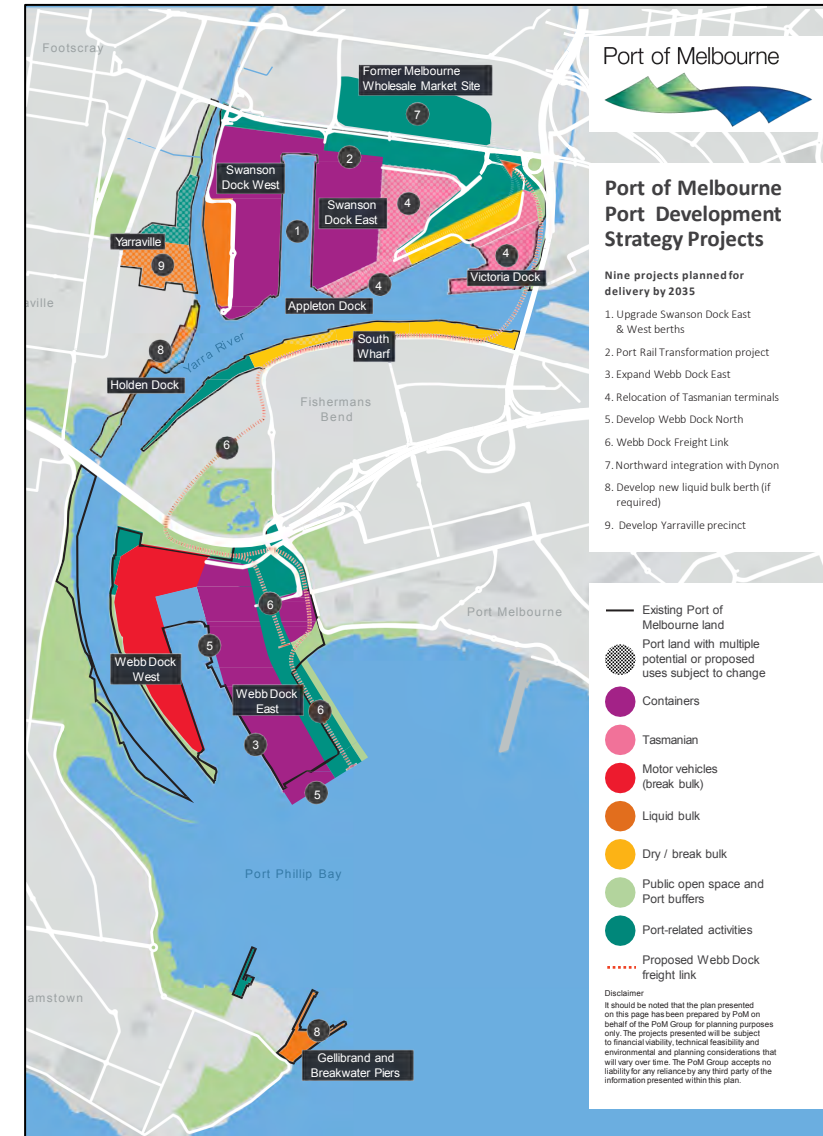 Footscray
Former Melbourne
Wholesale Market Site
7
2
Swanson
Dock West
Swanson
Dock East
4
1
Yarraville
9
4
Victoria Dock
4
Appleton Dock
ville
8
Yarra River
South
Wharf
Holden Dock
Fishermans
Bend
6
6
Port Melbourne
5
Webb Dock
West
Webb Dock
East
6
3
5
Port Phillip Bay
amstown
8
Gellibrand and
Breakwater Piers
Port of Melbourne
Port of Melbourne
Port Development
Strategy Projects
Nine projects planned for
delivery by 2035
1. Upgrade Swanson Dock East
& West berths
2. Port Rail Transformation project
3. Expand Webb Dock East
4. Relocation of Tasmanian terminals
5. Develop Webb Dock North
6. Webb Dock Freight Link
7. Northward integration with Dynon
8. Develop new liquid bulk berth (if
required)
9. Develop Yarraville precinct
Existing Port of
Melbourne land
Port land with multiple
potential or proposed
uses subject to change
Containers
Tasmanian
Motor vehicles
(break bulk)
Liquid bulk
Dry / break bulk
Public open space and
Port buffers
Port-related activities
Proposed Webb Dock
freight link
Disclaimer
It should be noted that the plan presented
on this page has been prepared by PoM on
behalf of the PoM Group for planning purposes
only. The projects presented will be subject
to financial viability, technical feasibility and
environmental and planning considerations that
will vary over time. The PoM Group accepts no
liability for any reliance by any third party of the
information presented within this plan.